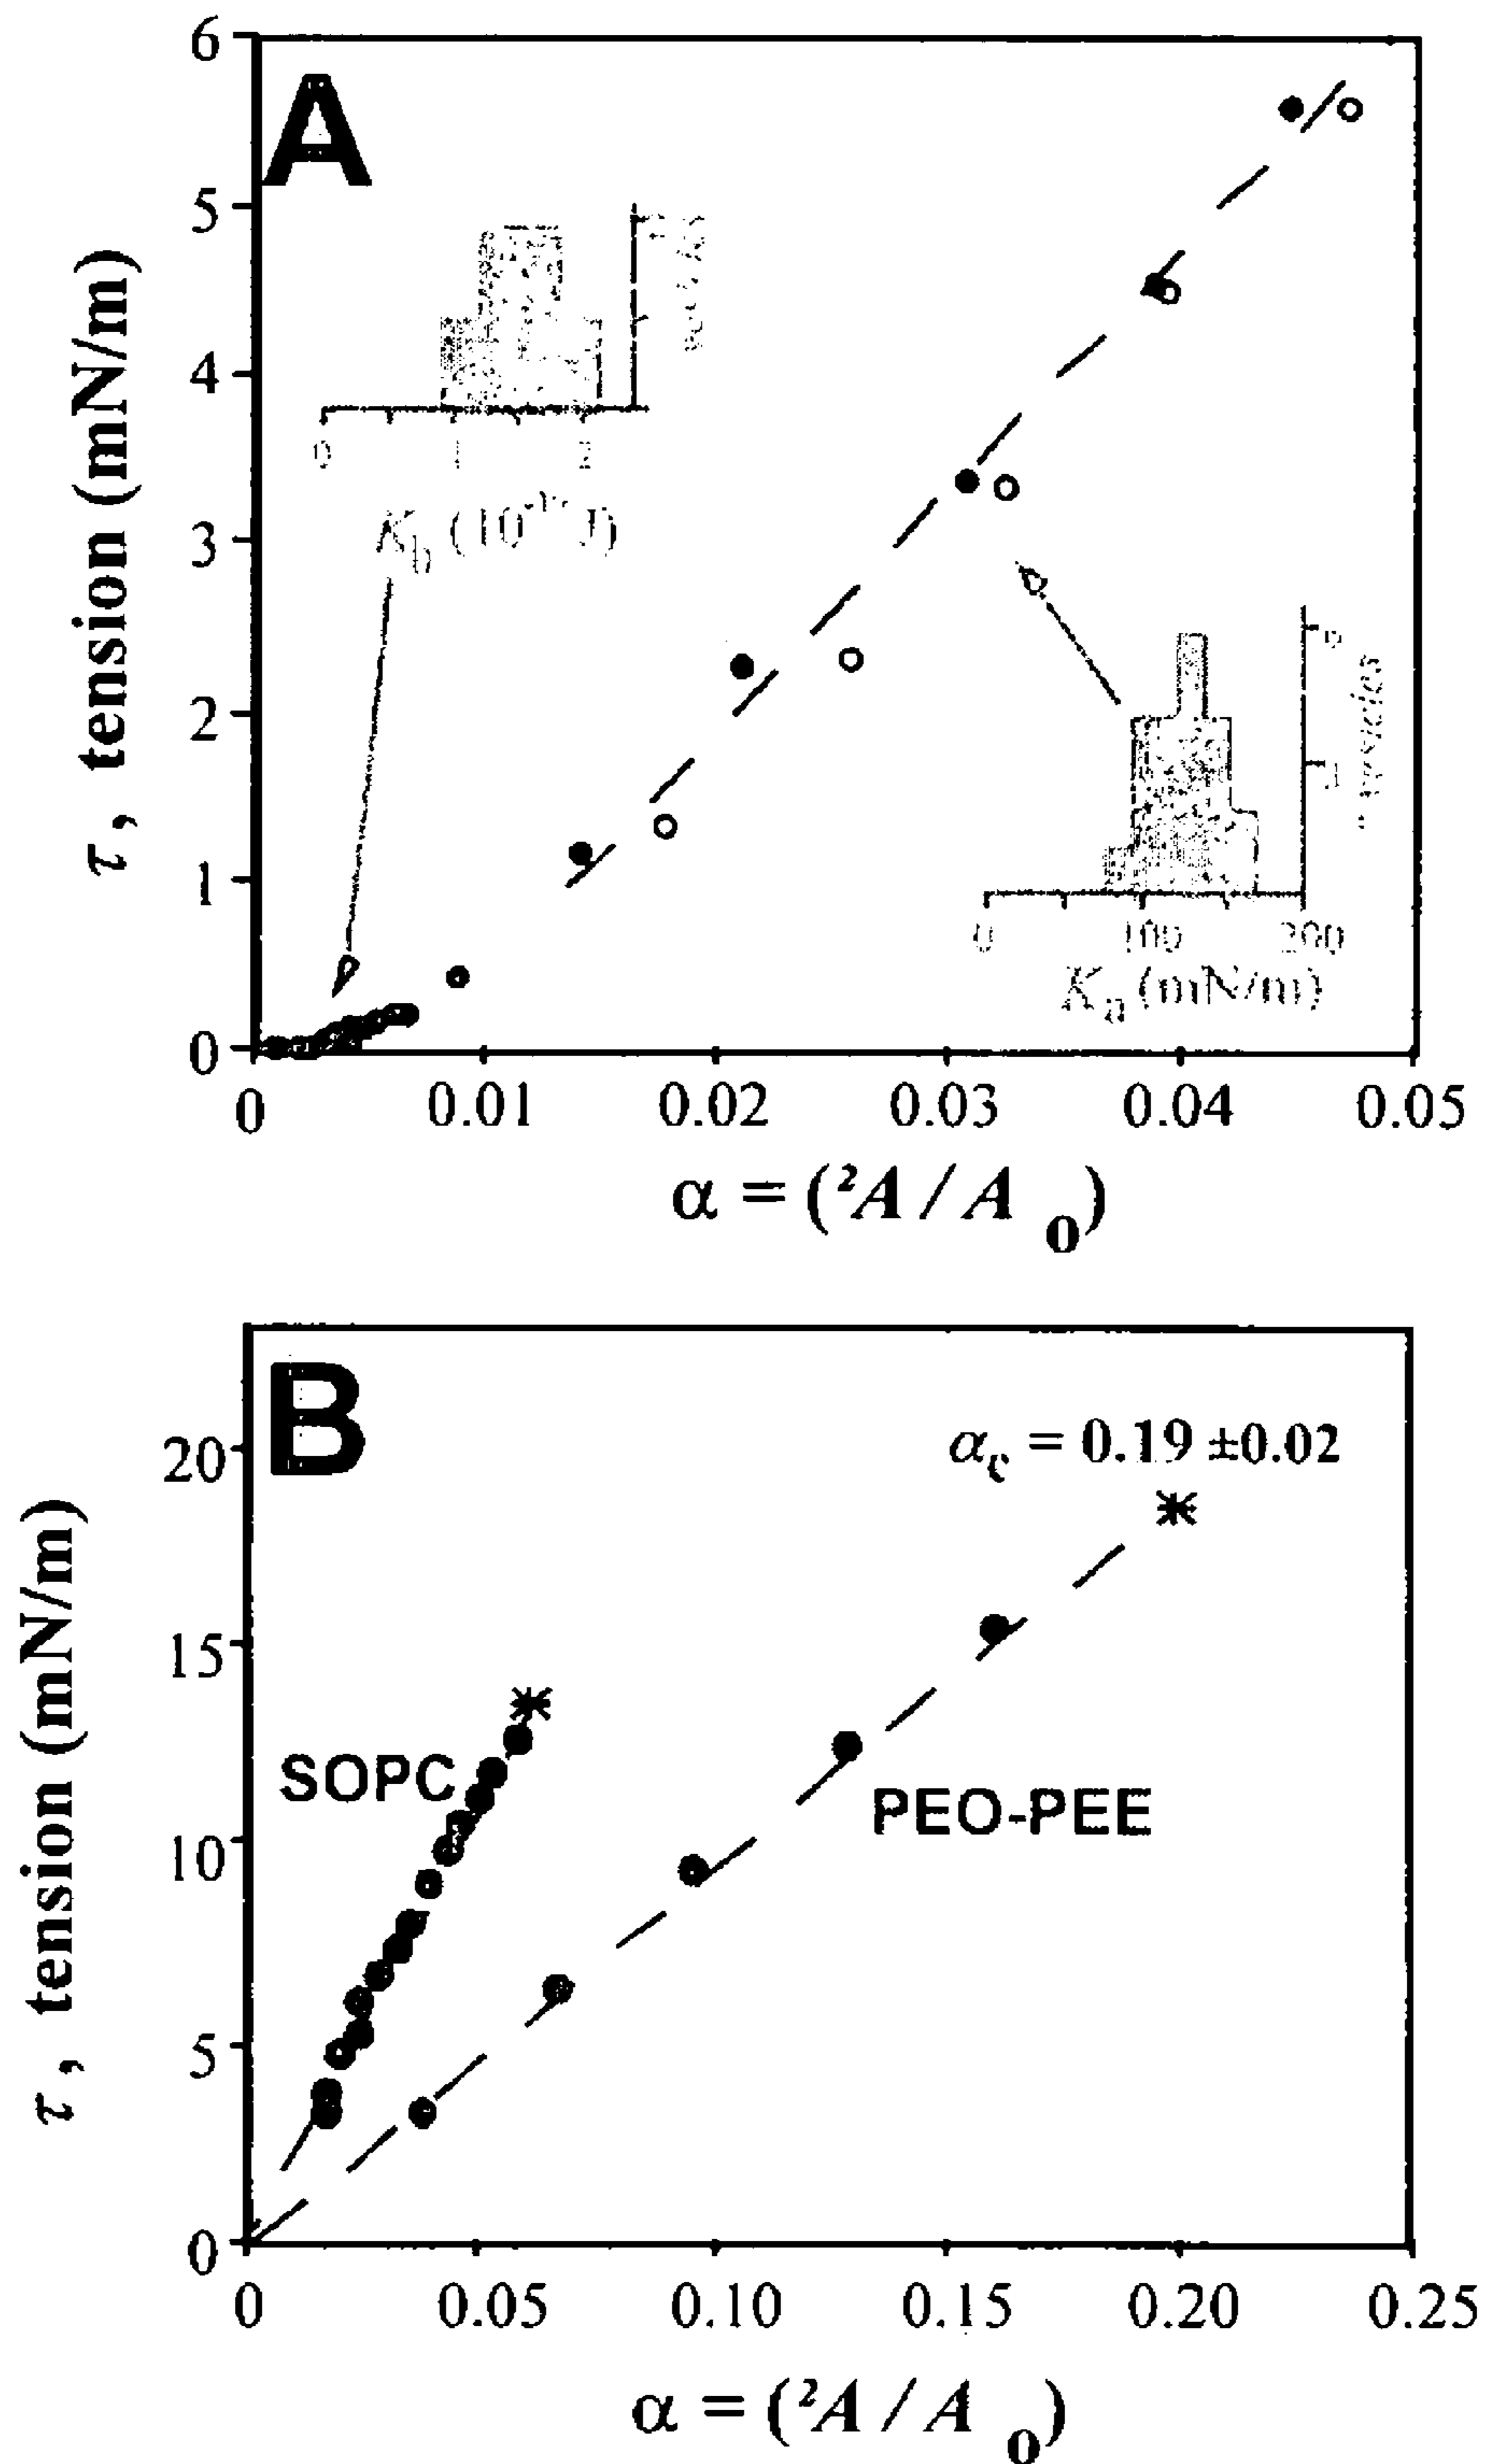 A
6
5
4
3
2
1
0
τ, tension (mN/m)
0 1 2
K_b (10 J)
0 100 200
K_a (mN/m)
0 0.01 0.02 0.03 0.04 0.05
α = (²A / A ₀)
B
20
15
10
5
0
τ, tension (mN/m)
α_c = 0.19 ±0.02
SOPC
PEO-PEE
0 0.05 0.10 0.15 0.20 0.25
α = (²A / A ₀)